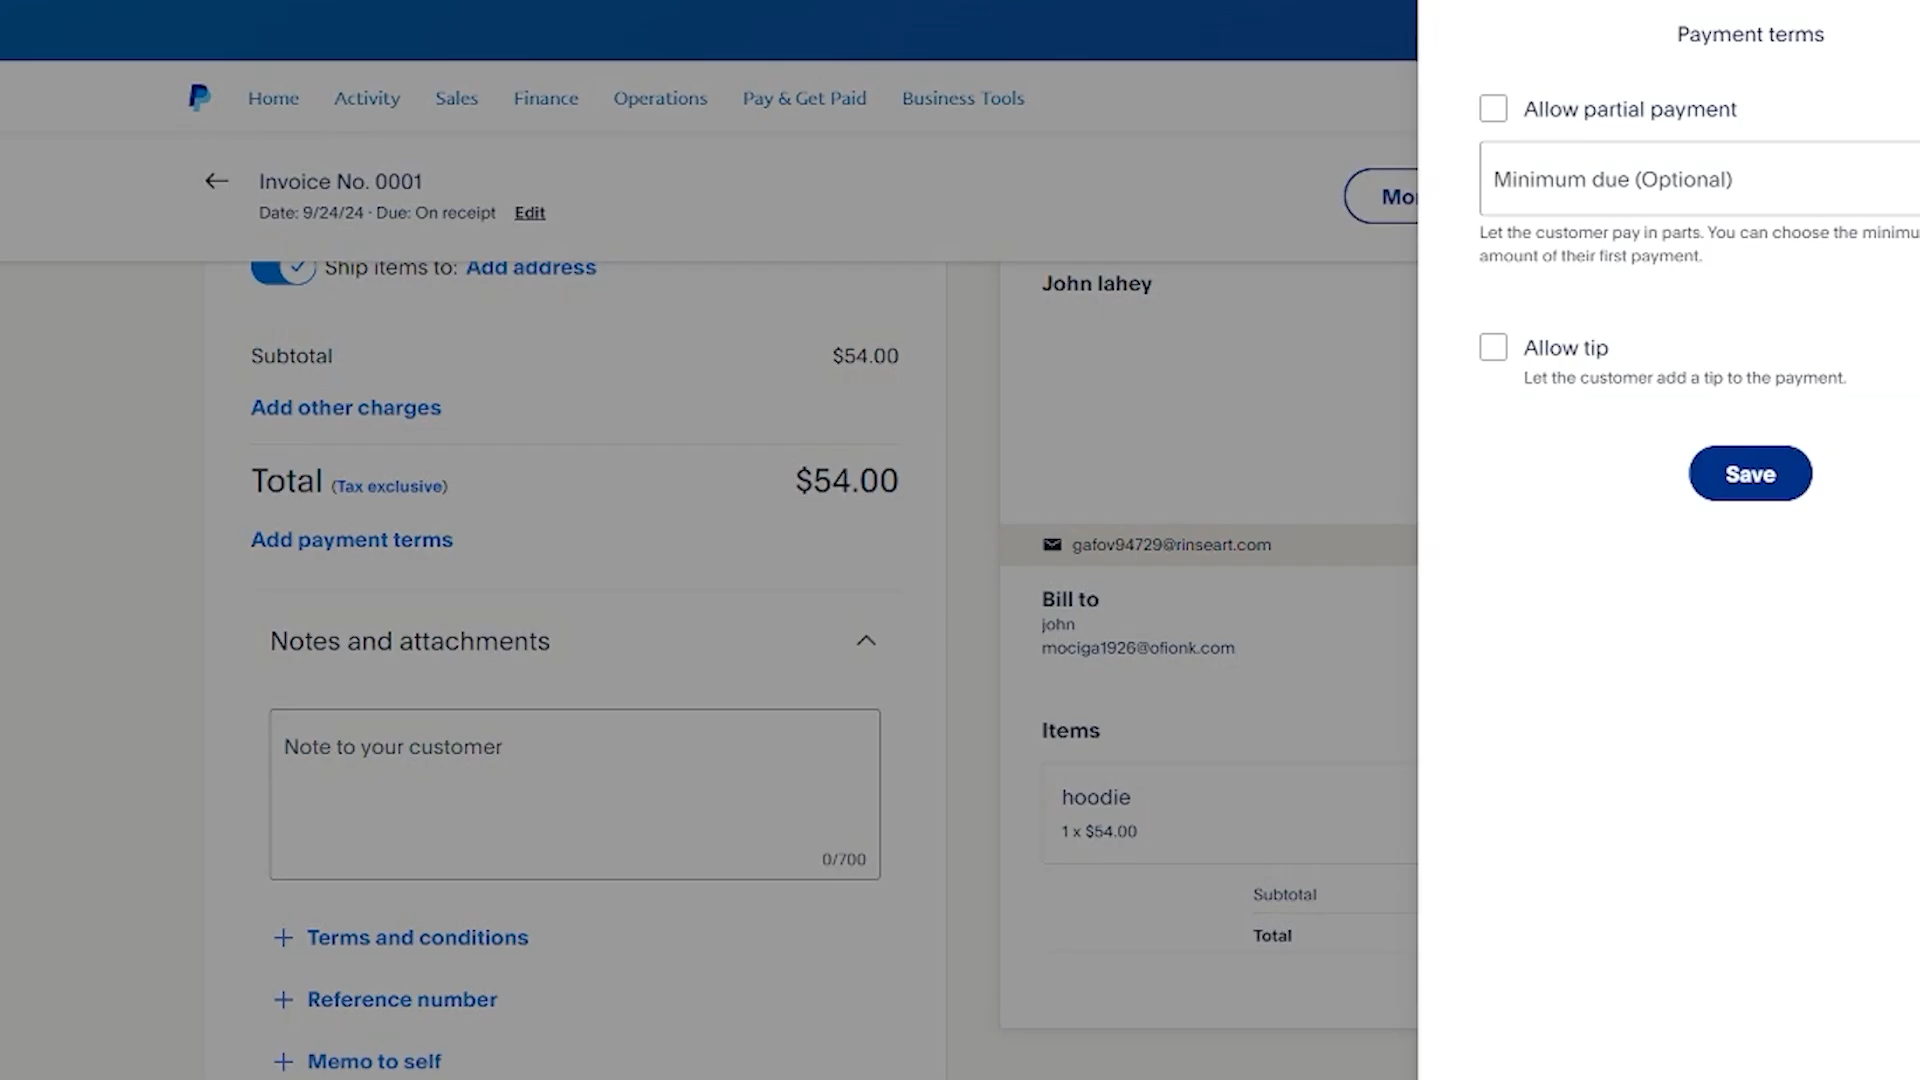 Payment terms
Home Activity Sales Finance Operations Pay & Get Paid Business Tools
Invoice No. 0001
Date: 9/24/24 · Due: On receipt Edit
Ship items to: Add address
Subtotal $54.00
Add other charges
Total (Tax exclusive) $54.00
Add payment terms
Notes and attachments
Note to your customer
0/700
+ Terms and conditions
+ Reference number
+ Memo to self
John lahey
gafov94729@rinseart.com
Bill to
john
mociga1926@ofionk.com
Items
hoodie
1 x $54.00
Subtotal
Total
Allow partial payment
Minimum due (Optional)
Let the customer pay in parts. You can choose the minimu
amount of their first payment.
Allow tip
Let the customer add a tip to the payment.
Save